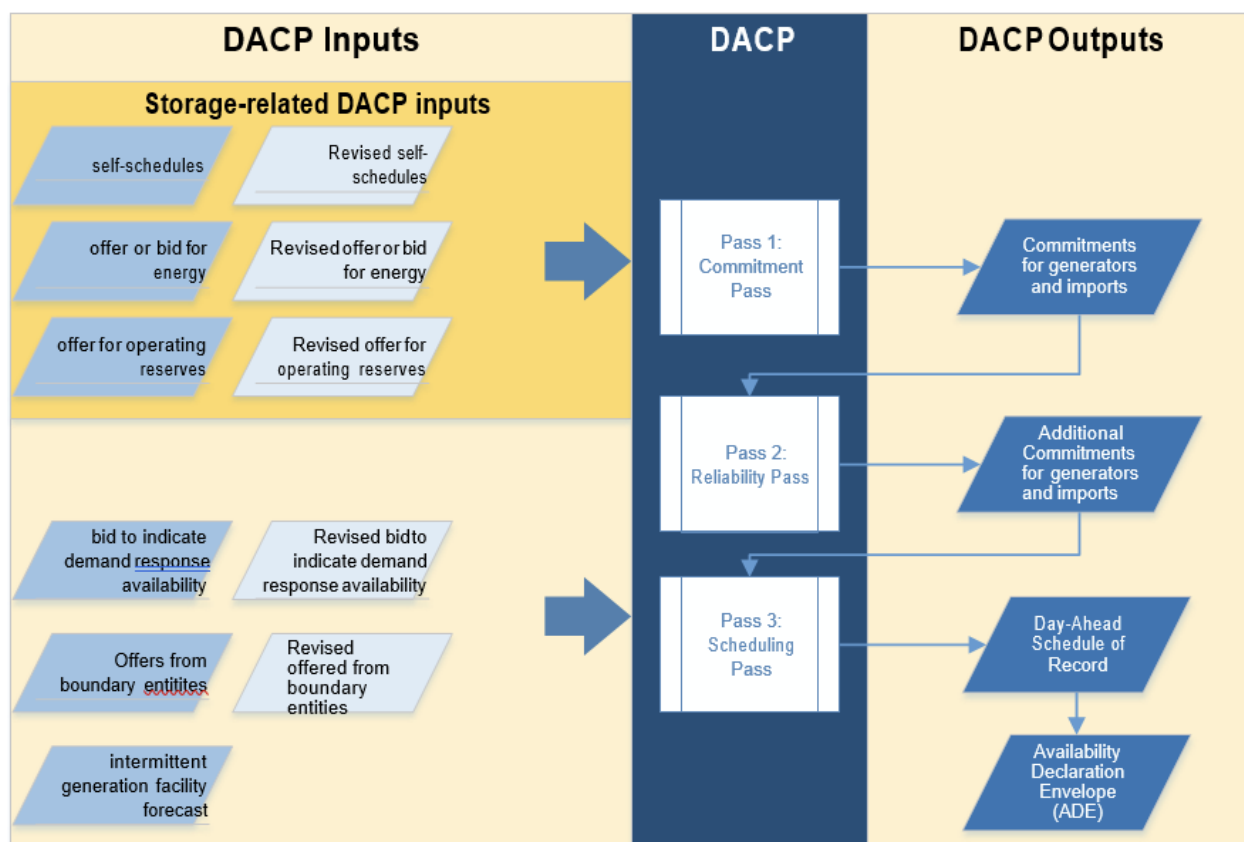 DACP Inputs
DACP
DACP Outputs
Storage-related DACP inputs
self-schedules
Revised self-
schedules
offer or bid for
energy
Revised offer or bid
for energy
offer for operating
reserves
Revised offer for
operating reserves
bid to indicate
demand response
availability
Revised bid to
indicate demand
response availability
Offers from
boundary entitites
Revised
offered from
boundary
entities
intermittent
generation facility
forecast
Pass 1:
Commitment
Pass
Commitments
for generators
and imports
Pass 2:
Reliability Pass
Additional
Commitments
for generators
and imports
Pass 3:
Scheduling
Pass
Day-Ahead
Schedule of
Record
Availability
Declaration
Envelope
(ADE)